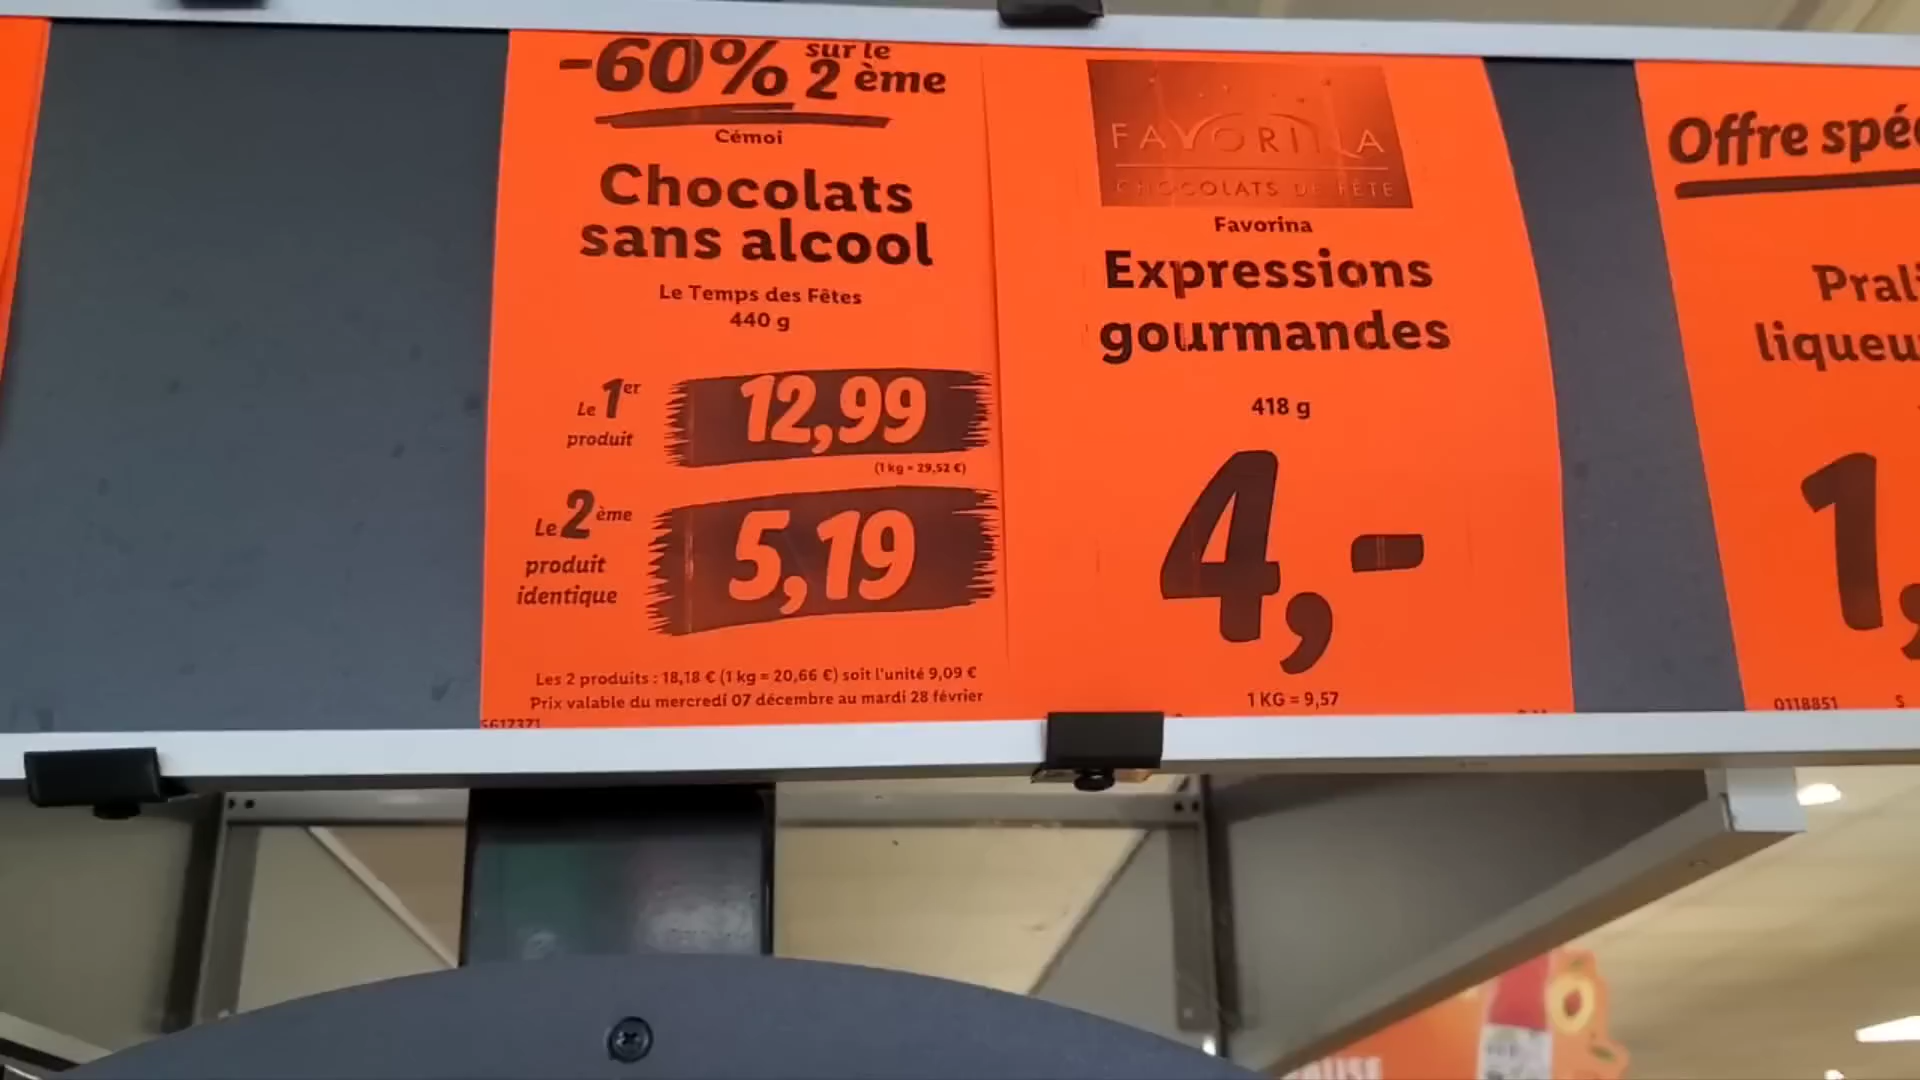 -60% sur le 2 ème
Cémoi
Chocolats
sans alcool
Le Temps des Fêtes
440 g
Le 1er produit
12,99
(1 kg = 29,52 €)
Le 2ème produit identique
5,19
Les 2 produits : 18,18 € (1 kg = 20,66 €) soit l'unité 9,09 €
Prix valable du mercredi 07 décembre au mardi 28 février
5617371
FAVORINA
CHOCOLATS DE FÊTE
Favorina
Expressions
gourmandes
418 g
4,-
1 KG = 9,57
Offre spé
Prali
liqueu
1,
0118851
S